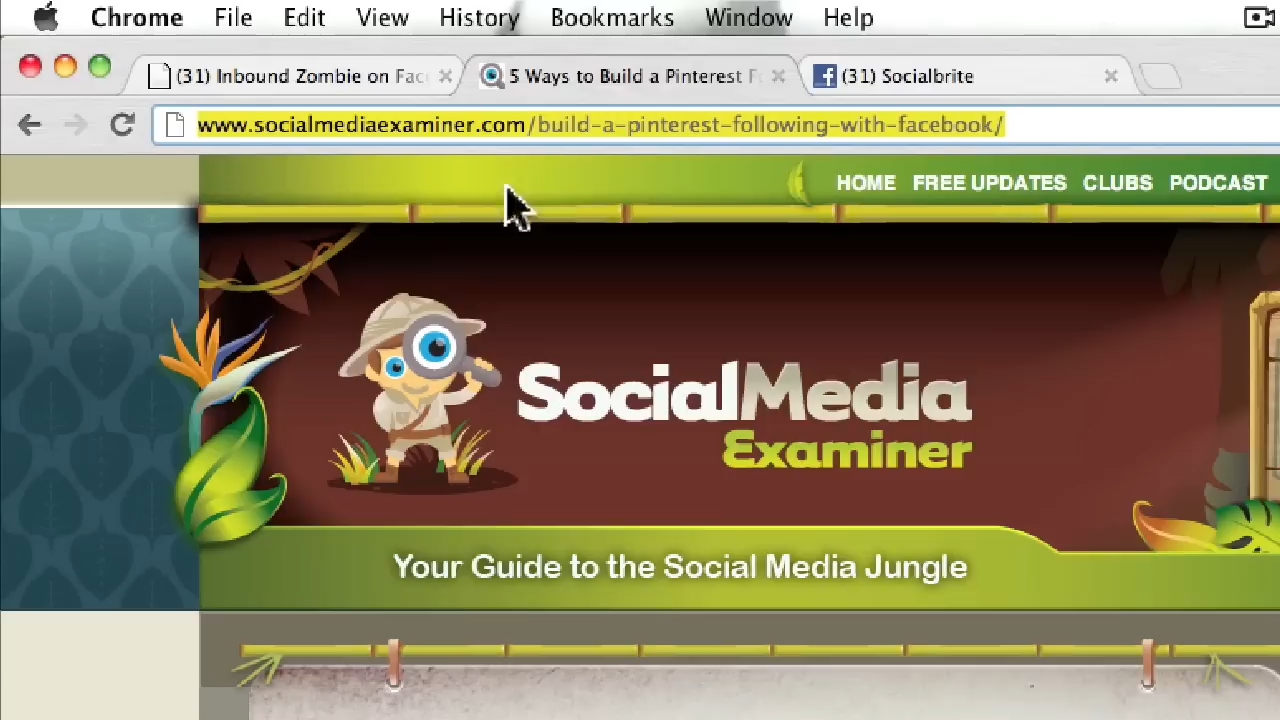 Chrome File Edit View History Bookmarks Window Help
(31) Inbound Zombie on Fac 5 Ways to Build a Pinterest F (31) Socialbrite
www.socialmediaexaminer.com/build-a-pinterest-following-with-facebook/
HOME FREE UPDATES CLUBS PODCAST
SocialMedia
Examiner
Your Guide to the Social Media Jungle